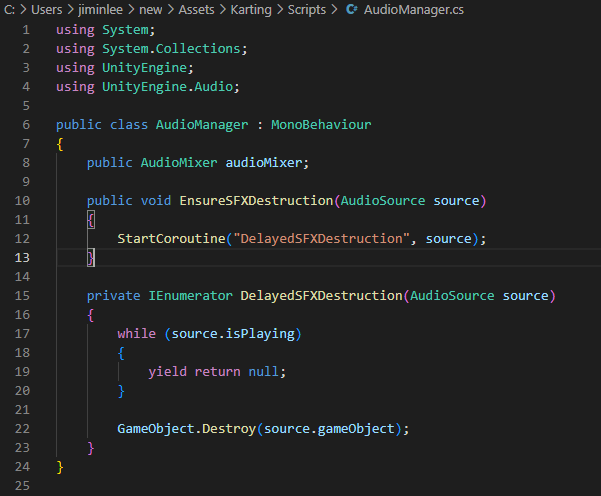 C: > Users > jiminlee > new > Assets > Karting > Scripts > AudioManager.cs
1 using System;
2 using System.Collections;
3 using UnityEngine;
4 using UnityEngine.Audio;
5
6 public class AudioManager : MonoBehaviour
7 {
8     public AudioMixer audioMixer;
9
10     public void EnsureSFXDestruction(AudioSource source)
11     {
12         StartCoroutine("DelayedSFXDestruction", source);
13     }
14
15     private IEnumerator DelayedSFXDestruction(AudioSource source)
16     {
17         while (source.isPlaying)
18         {
19             yield return null;
20         }
21
22         GameObject.Destroy(source.gameObject);
23     }
24 }
25